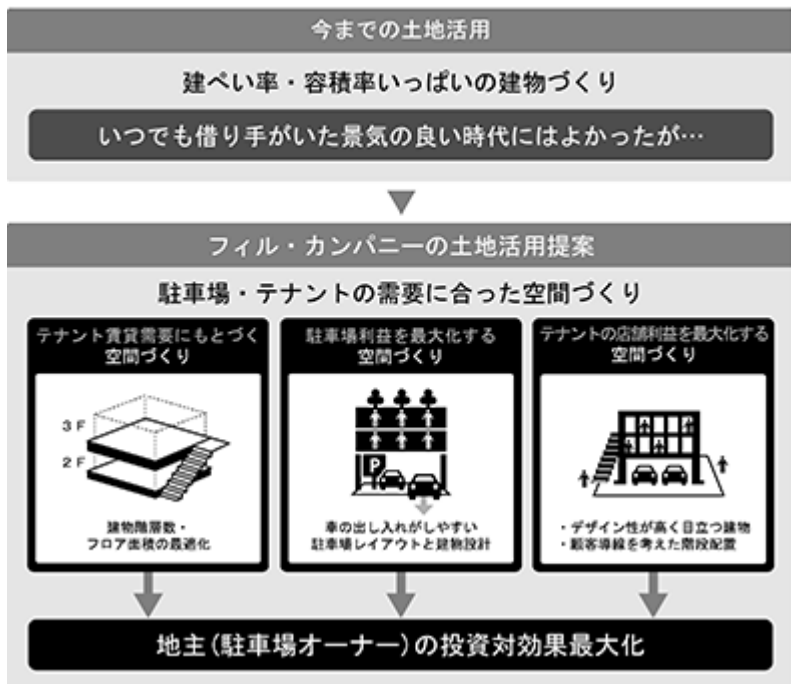 今までの土地活用
建ぺい率・容積率いっぱいの建物づくり
いつでも借り手がいた景気の良い時代にはよかったが…
フィル・カンパニーの土地活用提案
駐車場・テナントの需要に合った空間づくり
テナント賃貸需要にもとづく
空間づくり
3F
2F
建物階層数・
フロア面積の最適化
駐車場利益を最大化する
空間づくり
P
車の出し入れがしやすい
駐車場レイアウトと建物設計
テナントの店舗利益を最大化する
空間づくり
・デザイン性が高く目立つ建物
・顧客導線を考えた階段配置
地主(駐車場オーナー)の投資対効果最大化